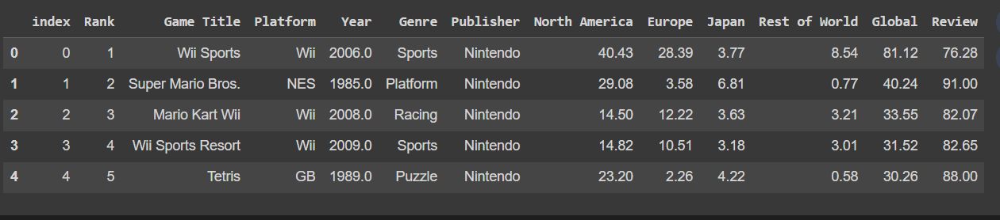 index Rank Game Title Platform Year Genre Publisher North America Europe Japan Rest of World Global Review
0 0 1 Wii Sports Wii 2006.0 Sports Nintendo 40.43 28.39 3.77 8.54 81.12 76.28
1 1 2 Super Mario Bros. NES 1985.0 Platform Nintendo 29.08 3.58 6.81 0.77 40.24 91.00
2 2 3 Mario Kart Wii Wii 2008.0 Racing Nintendo 14.50 12.22 3.63 3.21 33.55 82.07
3 3 4 Wii Sports Resort Wii 2009.0 Sports Nintendo 14.82 10.51 3.18 3.01 31.52 82.65
4 4 5 Tetris GB 1989.0 Puzzle Nintendo 23.20 2.26 4.22 0.58 30.26 88.00